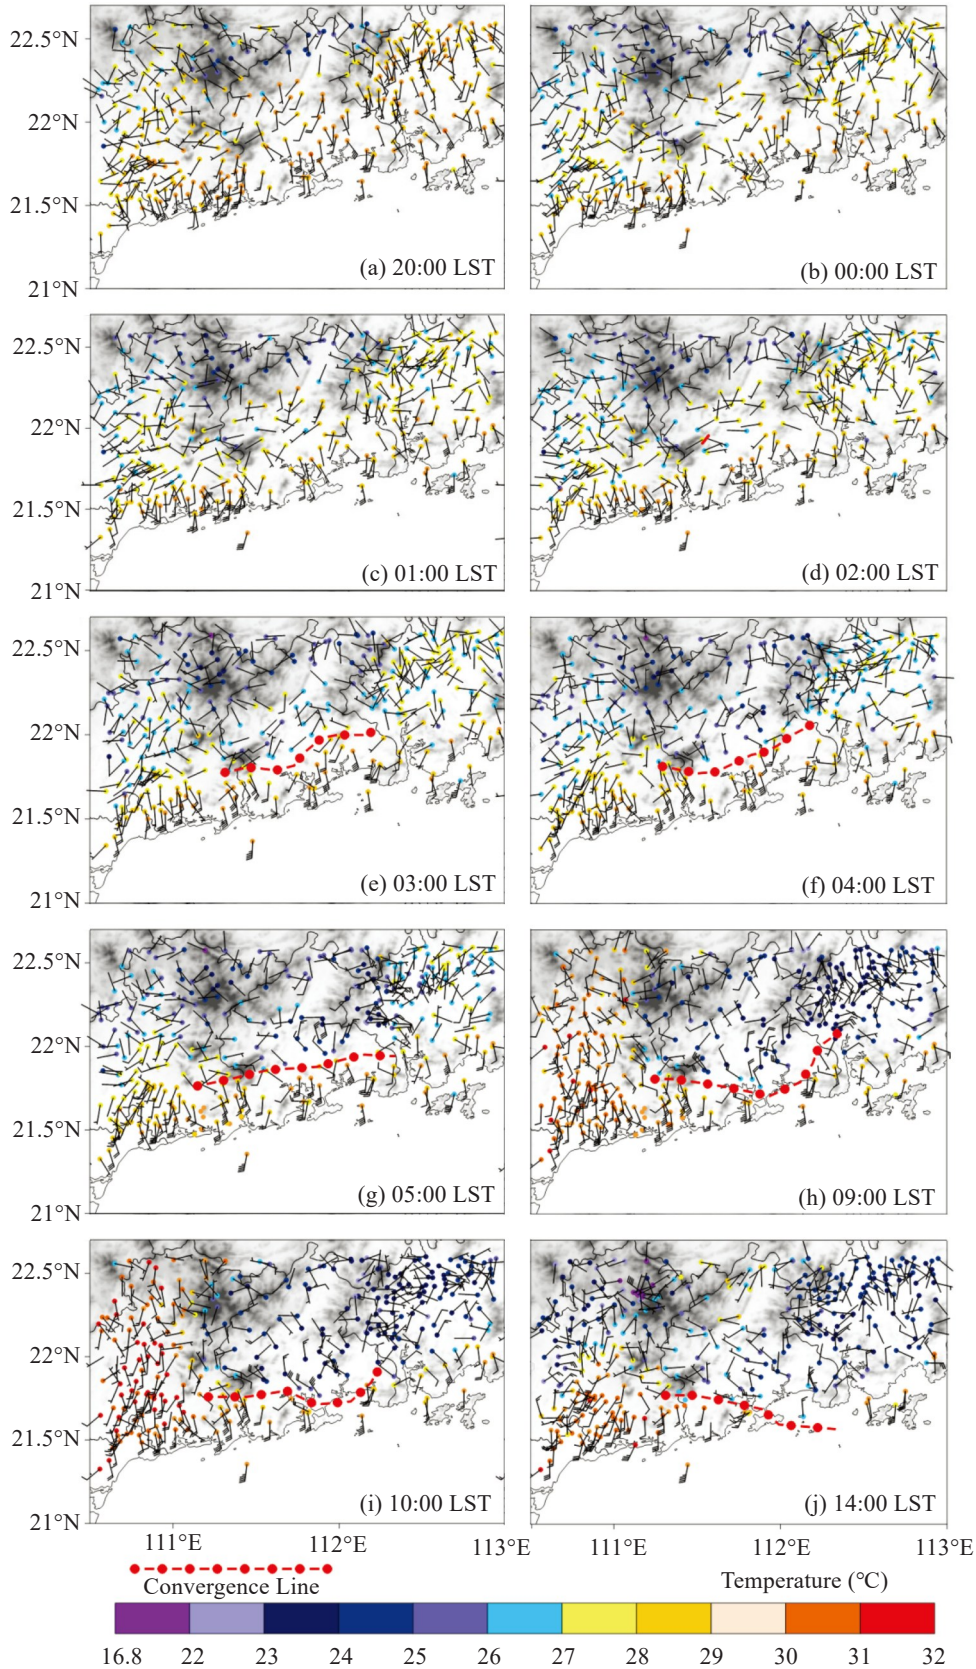 22.5°N
22°N
21.5°N
21°N
(a) 20:00 LST
(b) 00:00 LST
22.5°N
22°N
21.5°N
21°N
(c) 01:00 LST
(d) 02:00 LST
22.5°N
22°N
21.5°N
21°N
(e) 03:00 LST
(f) 04:00 LST
22.5°N
22°N
21.5°N
21°N
(g) 05:00 LST
(h) 09:00 LST
22.5°N
22°N
21.5°N
21°N
(i) 10:00 LST
(j) 14:00 LST
111°E 112°E 113°E 111°E 112°E 113°E
Convergence Line
Temperature (°C)
16.8 22 23 24 25 26 27 28 29 30 31 32